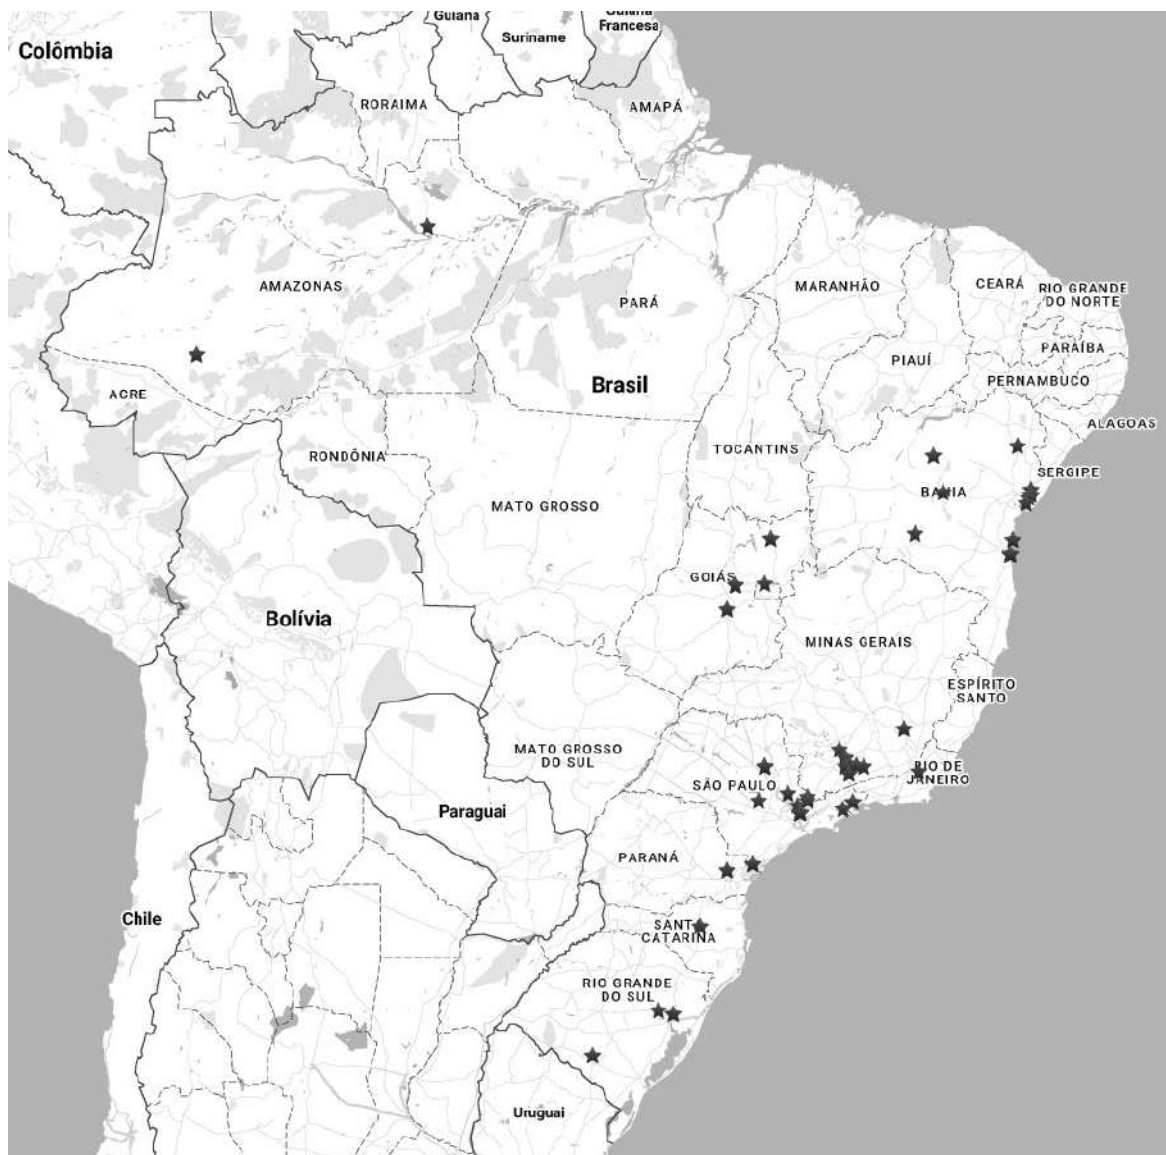 Guiana
Guiana
Francesa
Suriname
Colômbia
RORAIMA
AMAPÁ
AMAZONAS
PARÁ
MARANHÃO
CEARÁ
RIO GRANDE
DO NORTE
PARAÍBA
PIAUÍ
PERNAMBUCO
Brasil
ACRE
ALAGOAS
TOCANTINS
RONDÔNIA
SERGIPE
BAHIA
MATO GROSSO
GOIÁS
Bolívia
MINAS GERAIS
ESPÍRITO
SANTO
MATO GROSSO
DO SUL
RIO DE
JANEIRO
SÃO PAULO
Paraguai
PARANÁ
Chile
SANT
CATARINA
RIO GRANDE
DO SUL
Uruguai